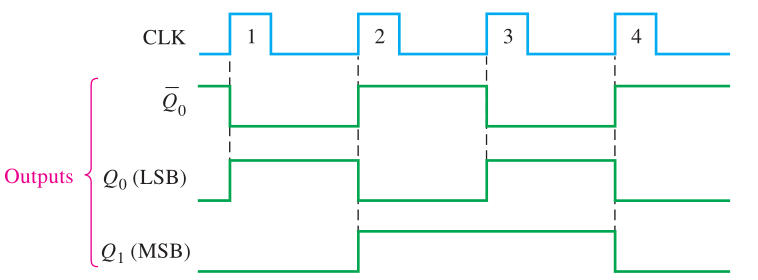 CLK 1 2 3 4
Q̅₀
Outputs Q₀ (LSB)
Q₁ (MSB)